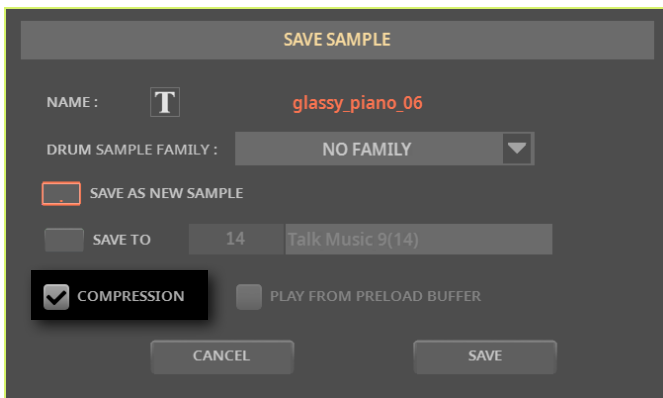 SAVE SAMPLE
NAME : T glassy_piano_06
DRUM SAMPLE FAMILY : NO FAMILY
SAVE AS NEW SAMPLE
SAVE TO 14 Talk Music 9(14)
COMPRESSION PLAY FROM PRELOAD BUFFER
CANCEL SAVE